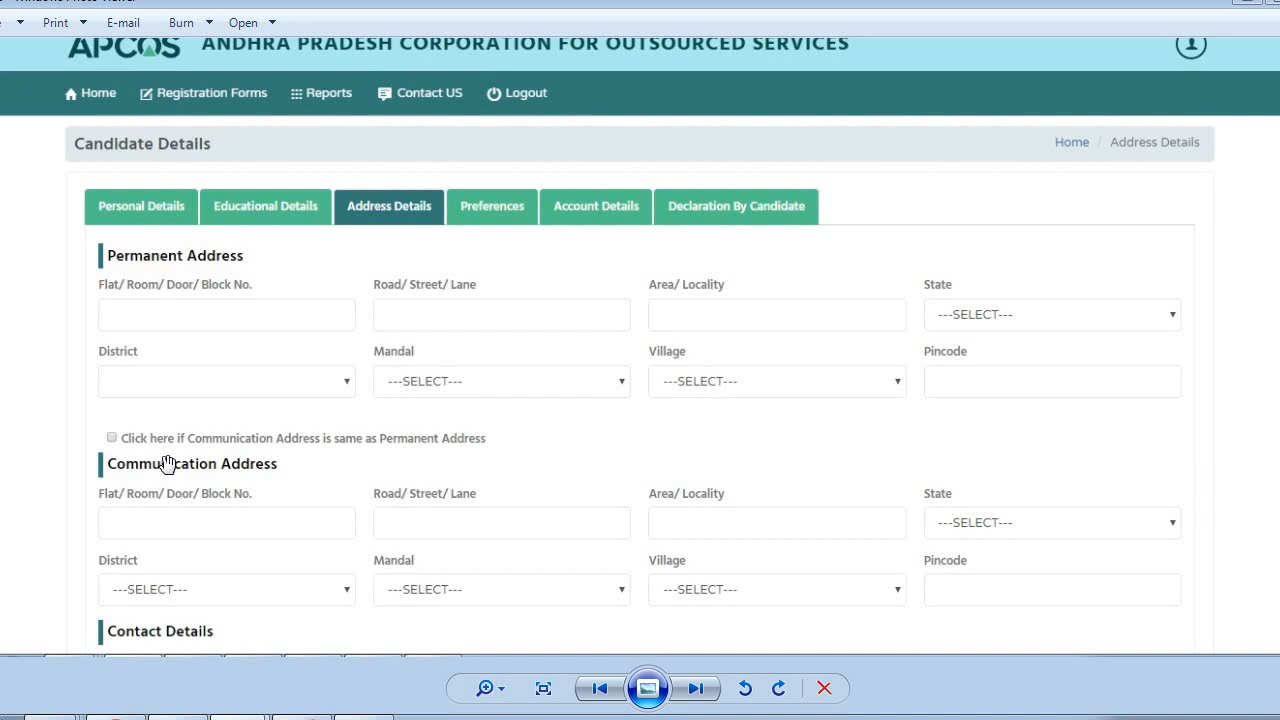 Print E-mail Burn Open
APCOS ANDHRA PRADESH CORPORATION FOR OUTSOURCED SERVICES
Home Registration Forms Reports Contact US Logout
Candidate Details Home / Address Details
Personal Details Educational Details Address Details Preferences Account Details Declaration By Candidate
Permanent Address
Flat/ Room/ Door/ Block No. Road/ Street/ Lane Area/ Locality State
---SELECT---
District Mandal Village Pincode
---SELECT--- ---SELECT---
Click here if Communication Address is same as Permanent Address
Communication Address
Flat/ Room/ Door/ Block No. Road/ Street/ Lane Area/ Locality State
---SELECT---
District Mandal Village Pincode
---SELECT--- ---SELECT--- ---SELECT---
Contact Details